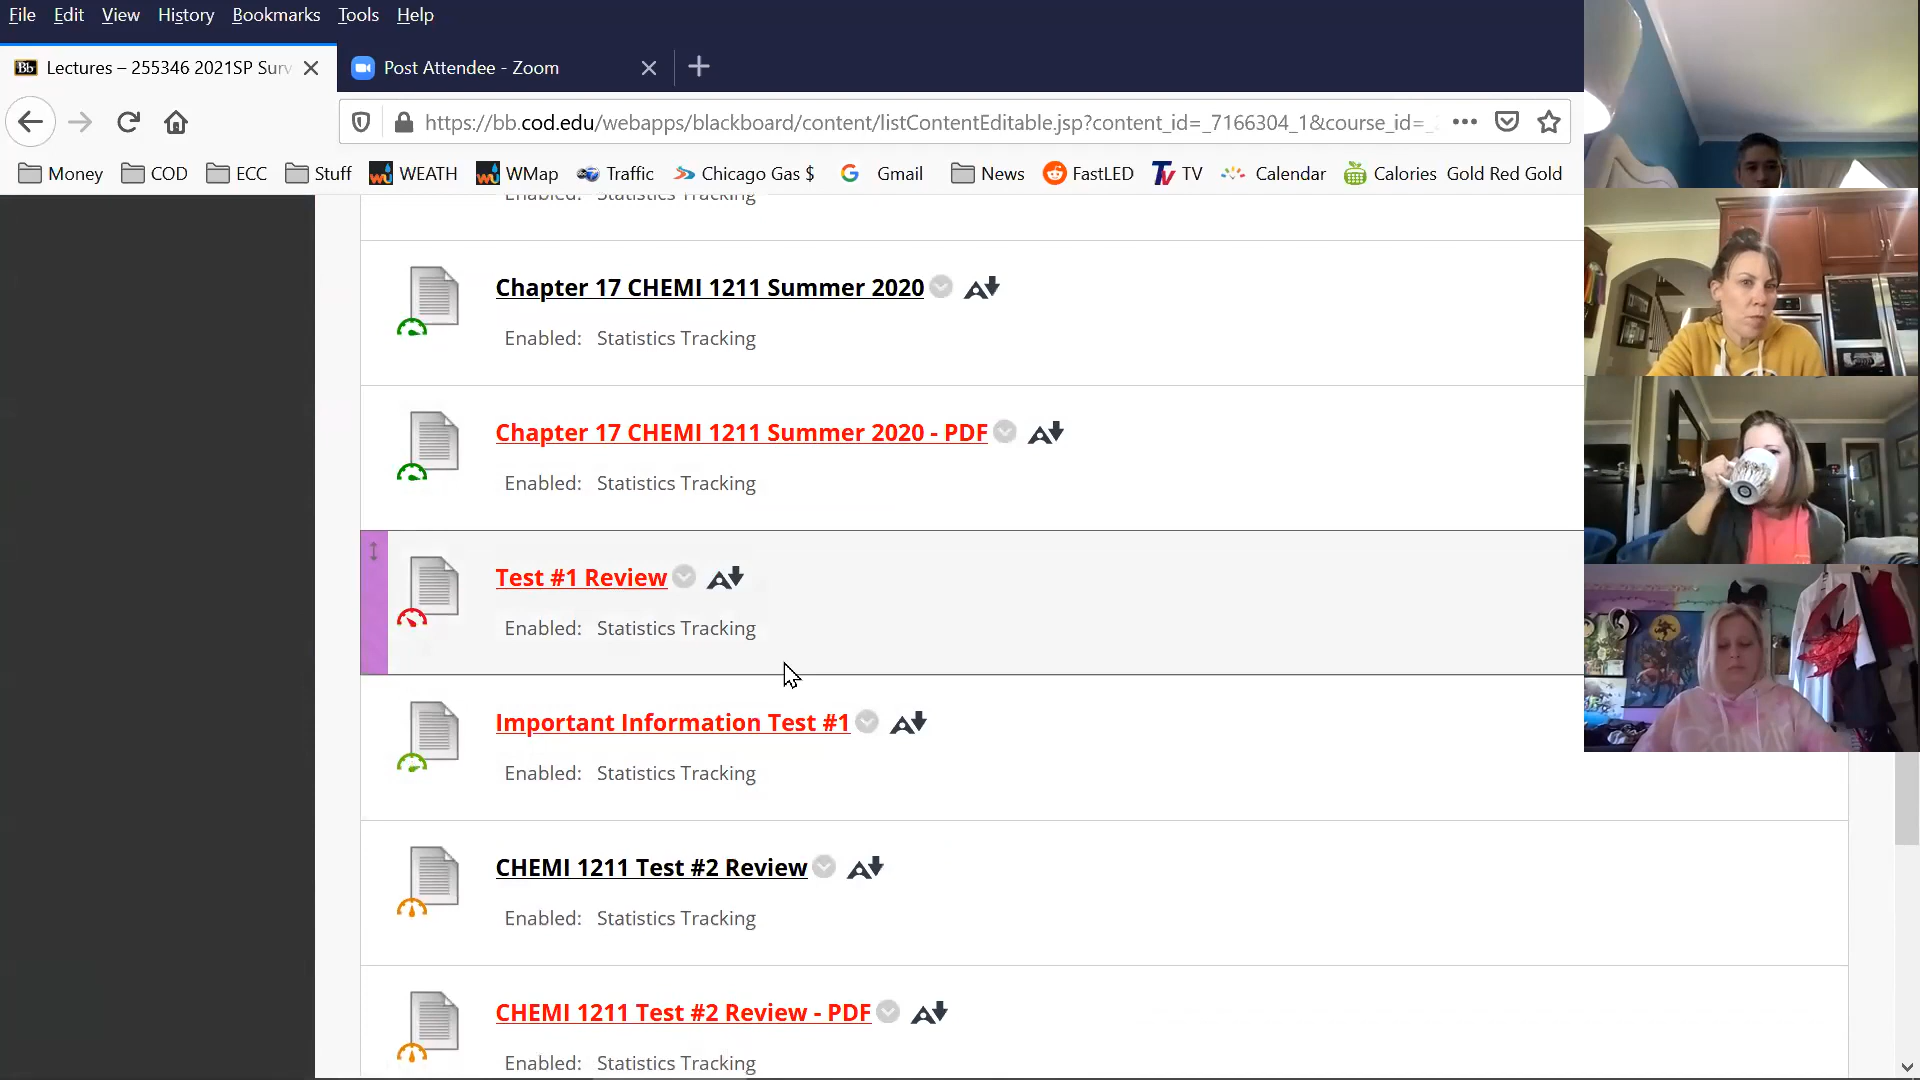 File Edit View History Bookmarks Tools Help
Bb Lectures – 255346 2021SP Surv
Post Attendee - Zoom
https://bb.cod.edu/webapps/blackboard/content/listContentEditable.jsp?content_id=_7166304_1&course_id=_
Money COD ECC Stuff WEATH WMap Traffic Chicago Gas $ Gmail News FastLED TV Calendar Calories Gold Red Gold
Enabled: Statistics Tracking
Chapter 17 CHEMI 1211 Summer 2020
Enabled: Statistics Tracking
Chapter 17 CHEMI 1211 Summer 2020 - PDF
Enabled: Statistics Tracking
Test #1 Review
Enabled: Statistics Tracking
Important Information Test #1
Enabled: Statistics Tracking
CHEMI 1211 Test #2 Review
Enabled: Statistics Tracking
CHEMI 1211 Test #2 Review - PDF
Enabled: Statistics Tracking